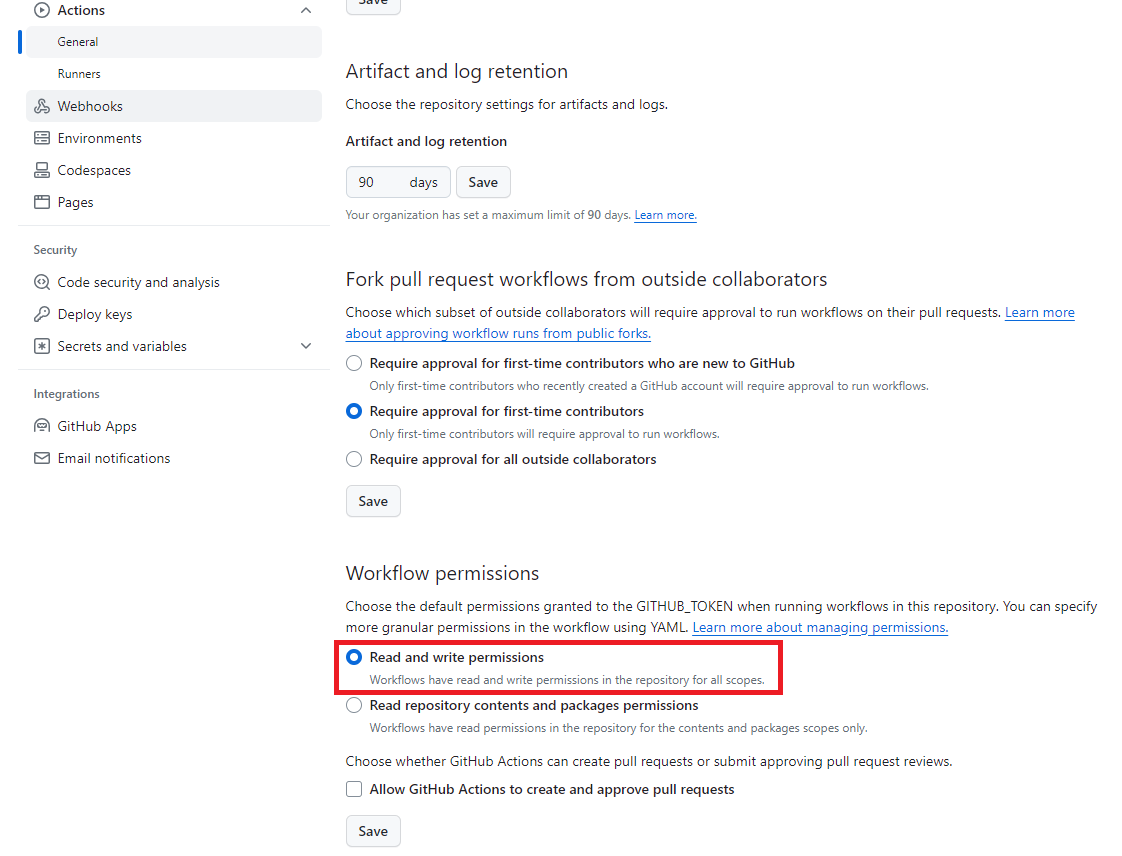 Actions
General
Runners
Webhooks
Environments
Codespaces
Pages
Security
Code security and analysis
Deploy keys
Secrets and variables
Integrations
GitHub Apps
Email notifications
Save
Artifact and log retention
Choose the repository settings for artifacts and logs.
Artifact and log retention
90 days Save
Your organization has set a maximum limit of 90 days. Learn more.
Fork pull request workflows from outside collaborators
Choose which subset of outside collaborators will require approval to run workflows on their pull requests. Learn more
about approving workflow runs from public forks.
Require approval for first-time contributors who are new to GitHub
Only first-time contributors who recently created a GitHub account will require approval to run workflows.
Require approval for first-time contributors
Only first-time contributors will require approval to run workflows.
Require approval for all outside collaborators
Save
Workflow permissions
Choose the default permissions granted to the GITHUB_TOKEN when running workflows in this repository. You can specify
more granular permissions in the workflow using YAML. Learn more about managing permissions.
Read and write permissions
Workflows have read and write permissions in the repository for all scopes.
Read repository contents and packages permissions
Workflows have read permissions in the repository for the contents and packages scopes only.
Choose whether GitHub Actions can create pull requests or submit approving pull request reviews.
Allow GitHub Actions to create and approve pull requests
Save